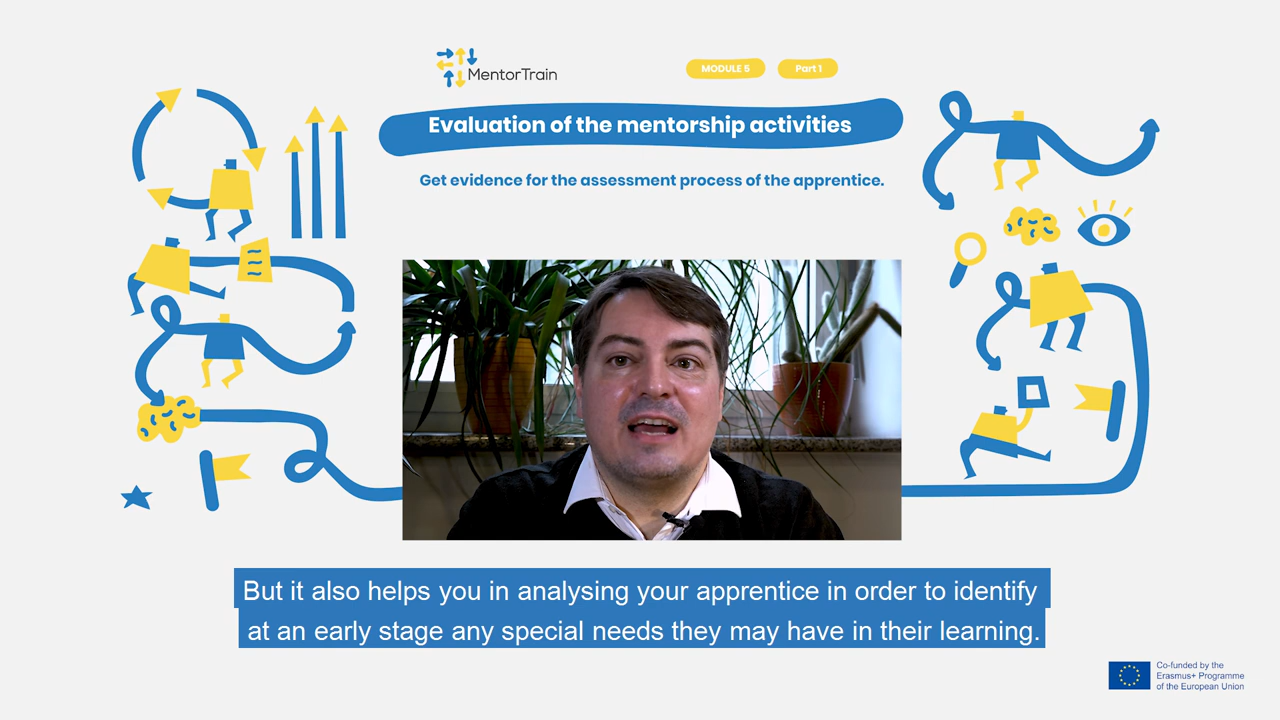 MentorTrain
MODULE 5
Part 1
Evaluation of the mentorship activities
Get evidence for the assessment process of the apprentice.
But it also helps you in analysing your apprentice in order to identify
at an early stage any special needs they may have in their learning.
Co-funded by the
Erasmus+ Programme
of the European Union